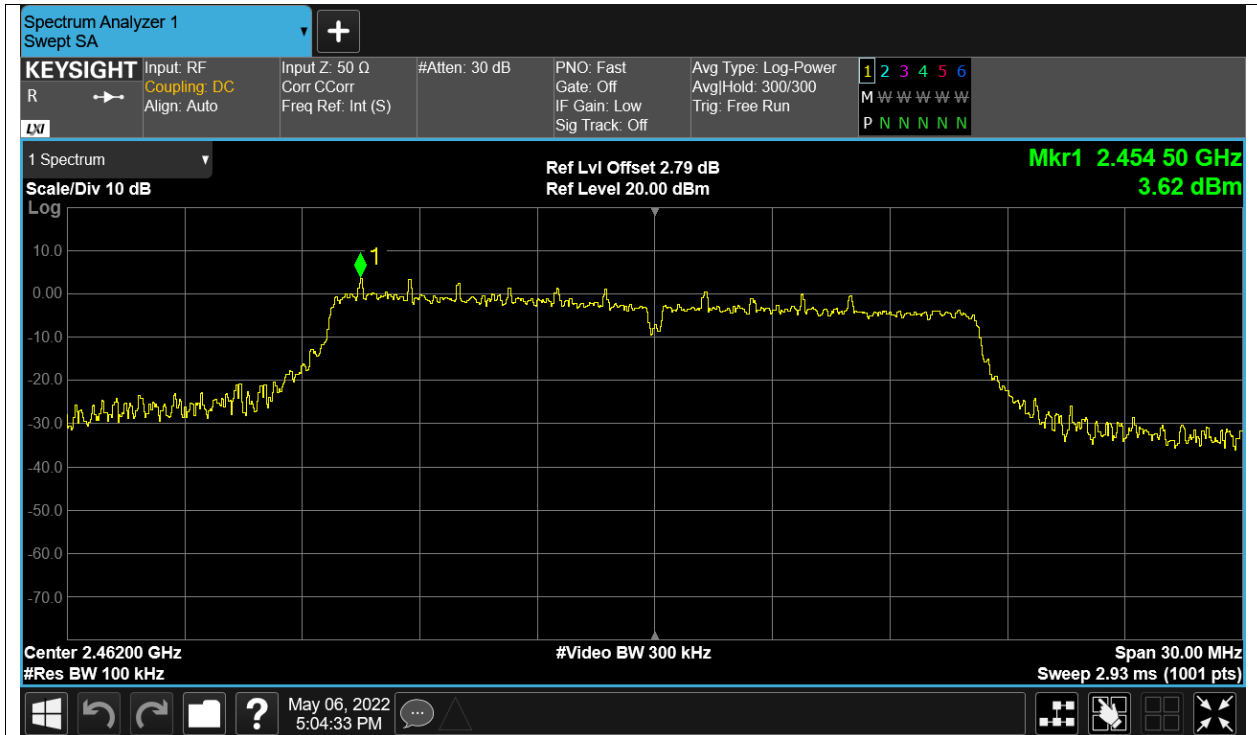 Spectrum Analyzer 1
Swept SA
KEYSIGHT
R
LXI
Input: RF
Coupling: DC
Align: Auto
Input Z: 50 Ω
Corr CCorr
Freq Ref: Int (S)
#Atten: 30 dB
PNO: Fast
Gate: Off
IF Gain: Low
Sig Track: Off
Avg Type: Log-Power
Avg|Hold: 300/300
Trig: Free Run
1 2 3 4 5 6
M W W W W W
P N N N N N
1 Spectrum
Scale/Div 10 dB
Ref Lvl Offset 2.79 dB
Ref Level 20.00 dBm
Mkr1 2.454 50 GHz
3.62 dBm
Log
10.0
0.00
-10.0
-20.0
-30.0
-40.0
-50.0
-60.0
-70.0
1
Center 2.46200 GHz
#Res BW 100 kHz
#Video BW 300 kHz
Span 30.00 MHz
Sweep 2.93 ms (1001 pts)
?
May 06, 2022
5:04:33 PM